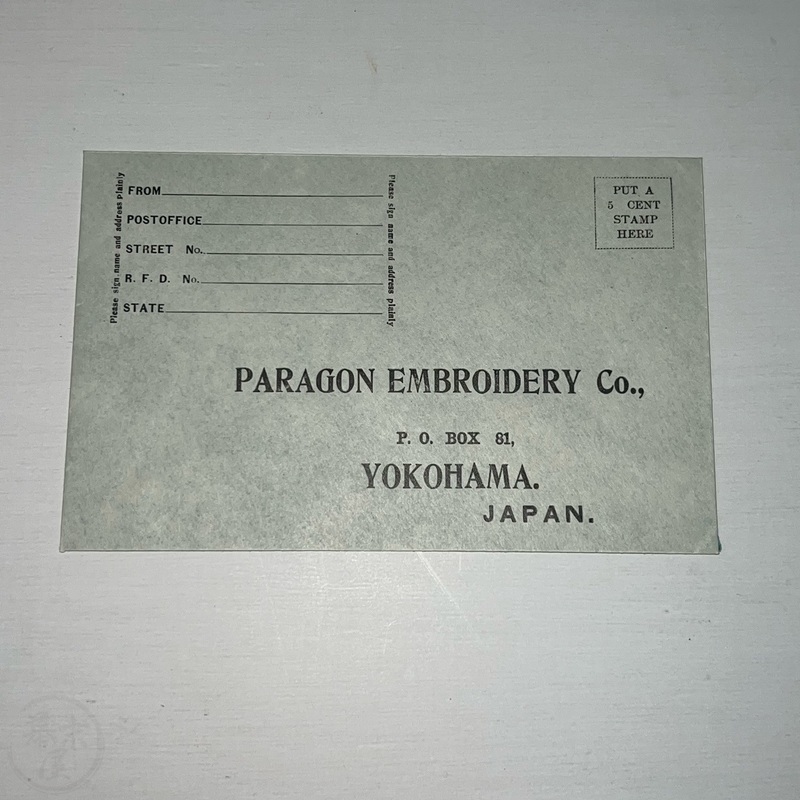 Please sign name and address plainly
FROM
POSTOFFICE
STREET No.
R. F. D. No.
STATE
Please sign name and address plainly
PUT A
5 CENT
STAMP
HERE
PARAGON EMBROIDERY Co.,
P. O. BOX 81,
YOKOHAMA.
JAPAN.